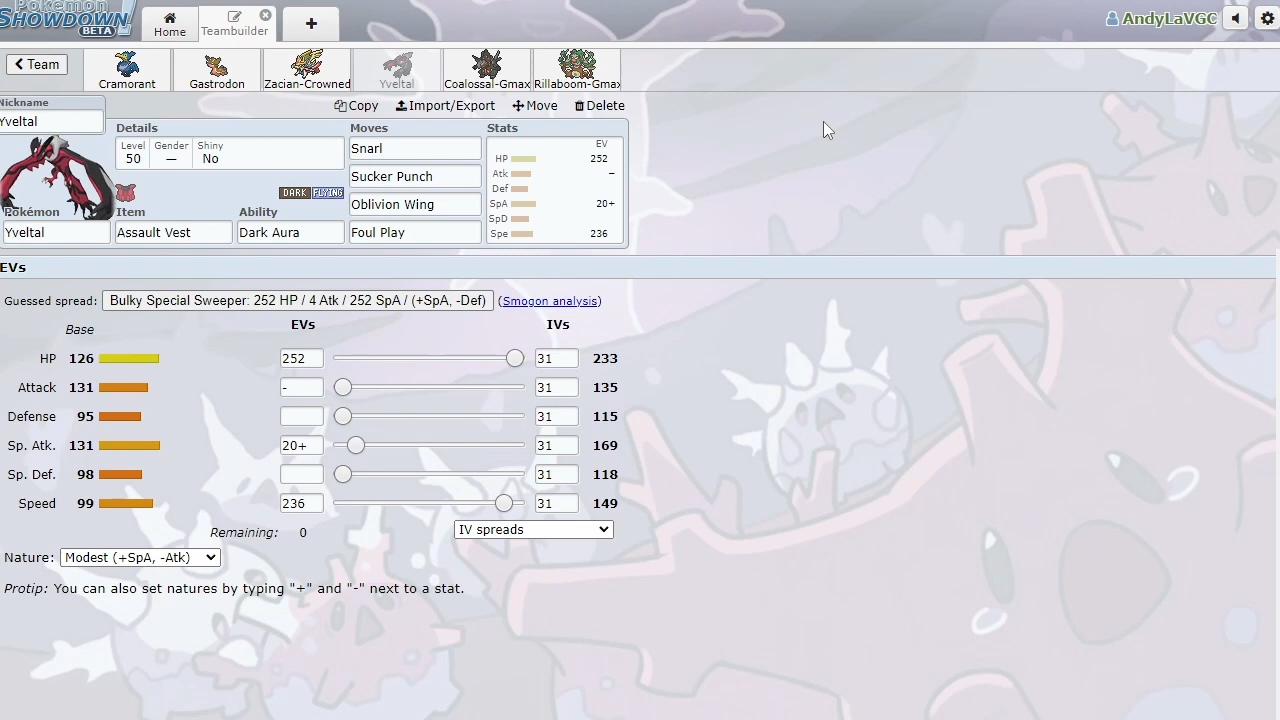 Pokémon
SHOWDOWN!
BETA
Home
Teambuilder
+
AndyLaVGC
Team
Cramorant
Gastrodon
Zacian-Crowned
Yveltal
Coalossal-Gmax
Rillaboom-Gmax
Nickname
Yveltal
Copy
Import/Export
Move
Delete
Details
Level
50
Gender
—
Shiny
No
DARK FLYING
Pokémon
Yveltal
Item
Assault Vest
Ability
Dark Aura
Moves
Snarl
Sucker Punch
Oblivion Wing
Foul Play
Stats
EV
HP 252
Atk –
Def
SpA 20+
SpD
Spe 236
EVs
Guessed spread: Bulky Special Sweeper: 252 HP / 4 Atk / 252 SpA / (+SpA, -Def) (Smogon analysis)
Base EVs IVs
HP 126 252 31 233
Attack 131 - 31 135
Defense 95 31 115
Sp. Atk. 131 20+ 31 169
Sp. Def. 98 31 118
Speed 99 236 31 149
Remaining: 0 IV spreads
Nature: Modest (+SpA, -Atk)
Protip: You can also set natures by typing "+" and "-" next to a stat.